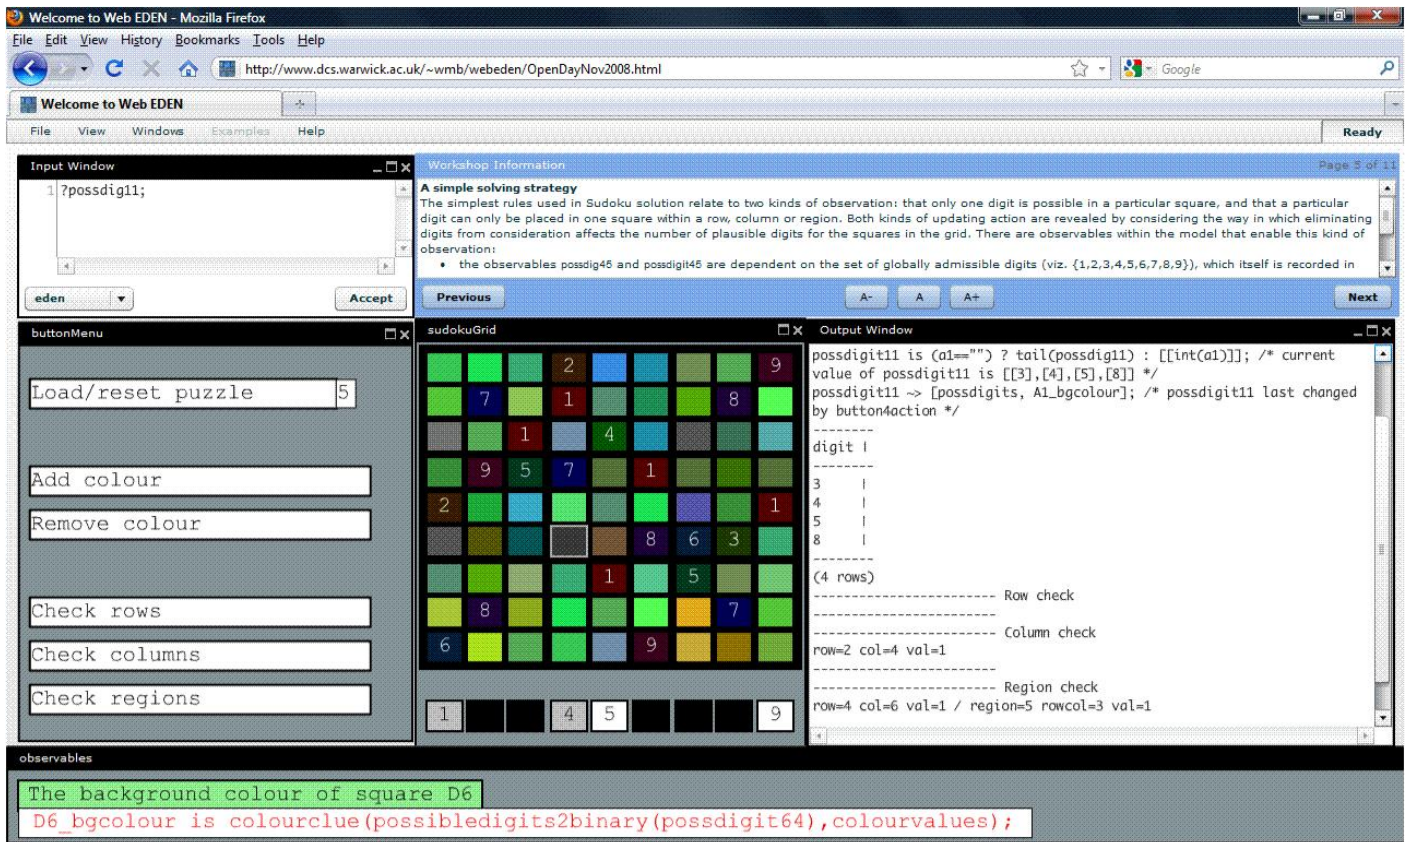 Welcome to Web EDEN - Mozilla Firefox
File Edit View History Bookmarks Tools Help
http://www.dcs.warwick.ac.uk/~wmb/webeden/OpenDayNov2008.html
Google
Welcome to Web EDEN
File View Windows Examples Help
Ready
Input Window
1 ?possdig11;
eden
Accept
Workshop Information
Page 5 of 11
A simple solving strategy
The simplest rules used in Sudoku solution relate to two kinds of observation: that only one digit is possible in a particular square, and that a particular
digit can only be placed in one square within a row, column or region. Both kinds of updating action are revealed by considering the way in which eliminating
digits from consideration affects the number of plausible digits for the squares in the grid. There are observables within the model that enable this kind of
observation:
• the observables possdig45 and possdigit45 are dependent on the set of globally admissible digits (viz. {1,2,3,4,5,6,7,8,9}), which itself is recorded in
Previous
A- A A+
Next
buttonMenu
Load/reset puzzle 5
Add colour
Remove colour
Check rows
Check columns
Check regions
sudokuGrid
2 9
7 1 8
1 4
9 5 7 1
2 1
8 6 3
1 5
8 7
6 9
1 4 5 9
Output Window
possdigit11 is (a1=="") ? tail(possdig11) : [[int(a1)]]; /* current
value of possdigit11 is [[3],[4],[5],[8]] */
possdigit11 ~> [possdigits, A1_bgcolour]; /* possdigit11 last changed
by button4action */
--------
digit |
--------
3 |
4 |
5 |
8 |
--------
(4 rows)
------------------------ Row check
------------------------
------------------------ Column check
row=2 col=4 val=1
------------------------
------------------------ Region check
row=4 col=6 val=1 / region=5 rowcol=3 val=1
observables
The background colour of square D6
D6_bgcolour is colourclue(possibledigits2binary(possdigit64),colourvalues);